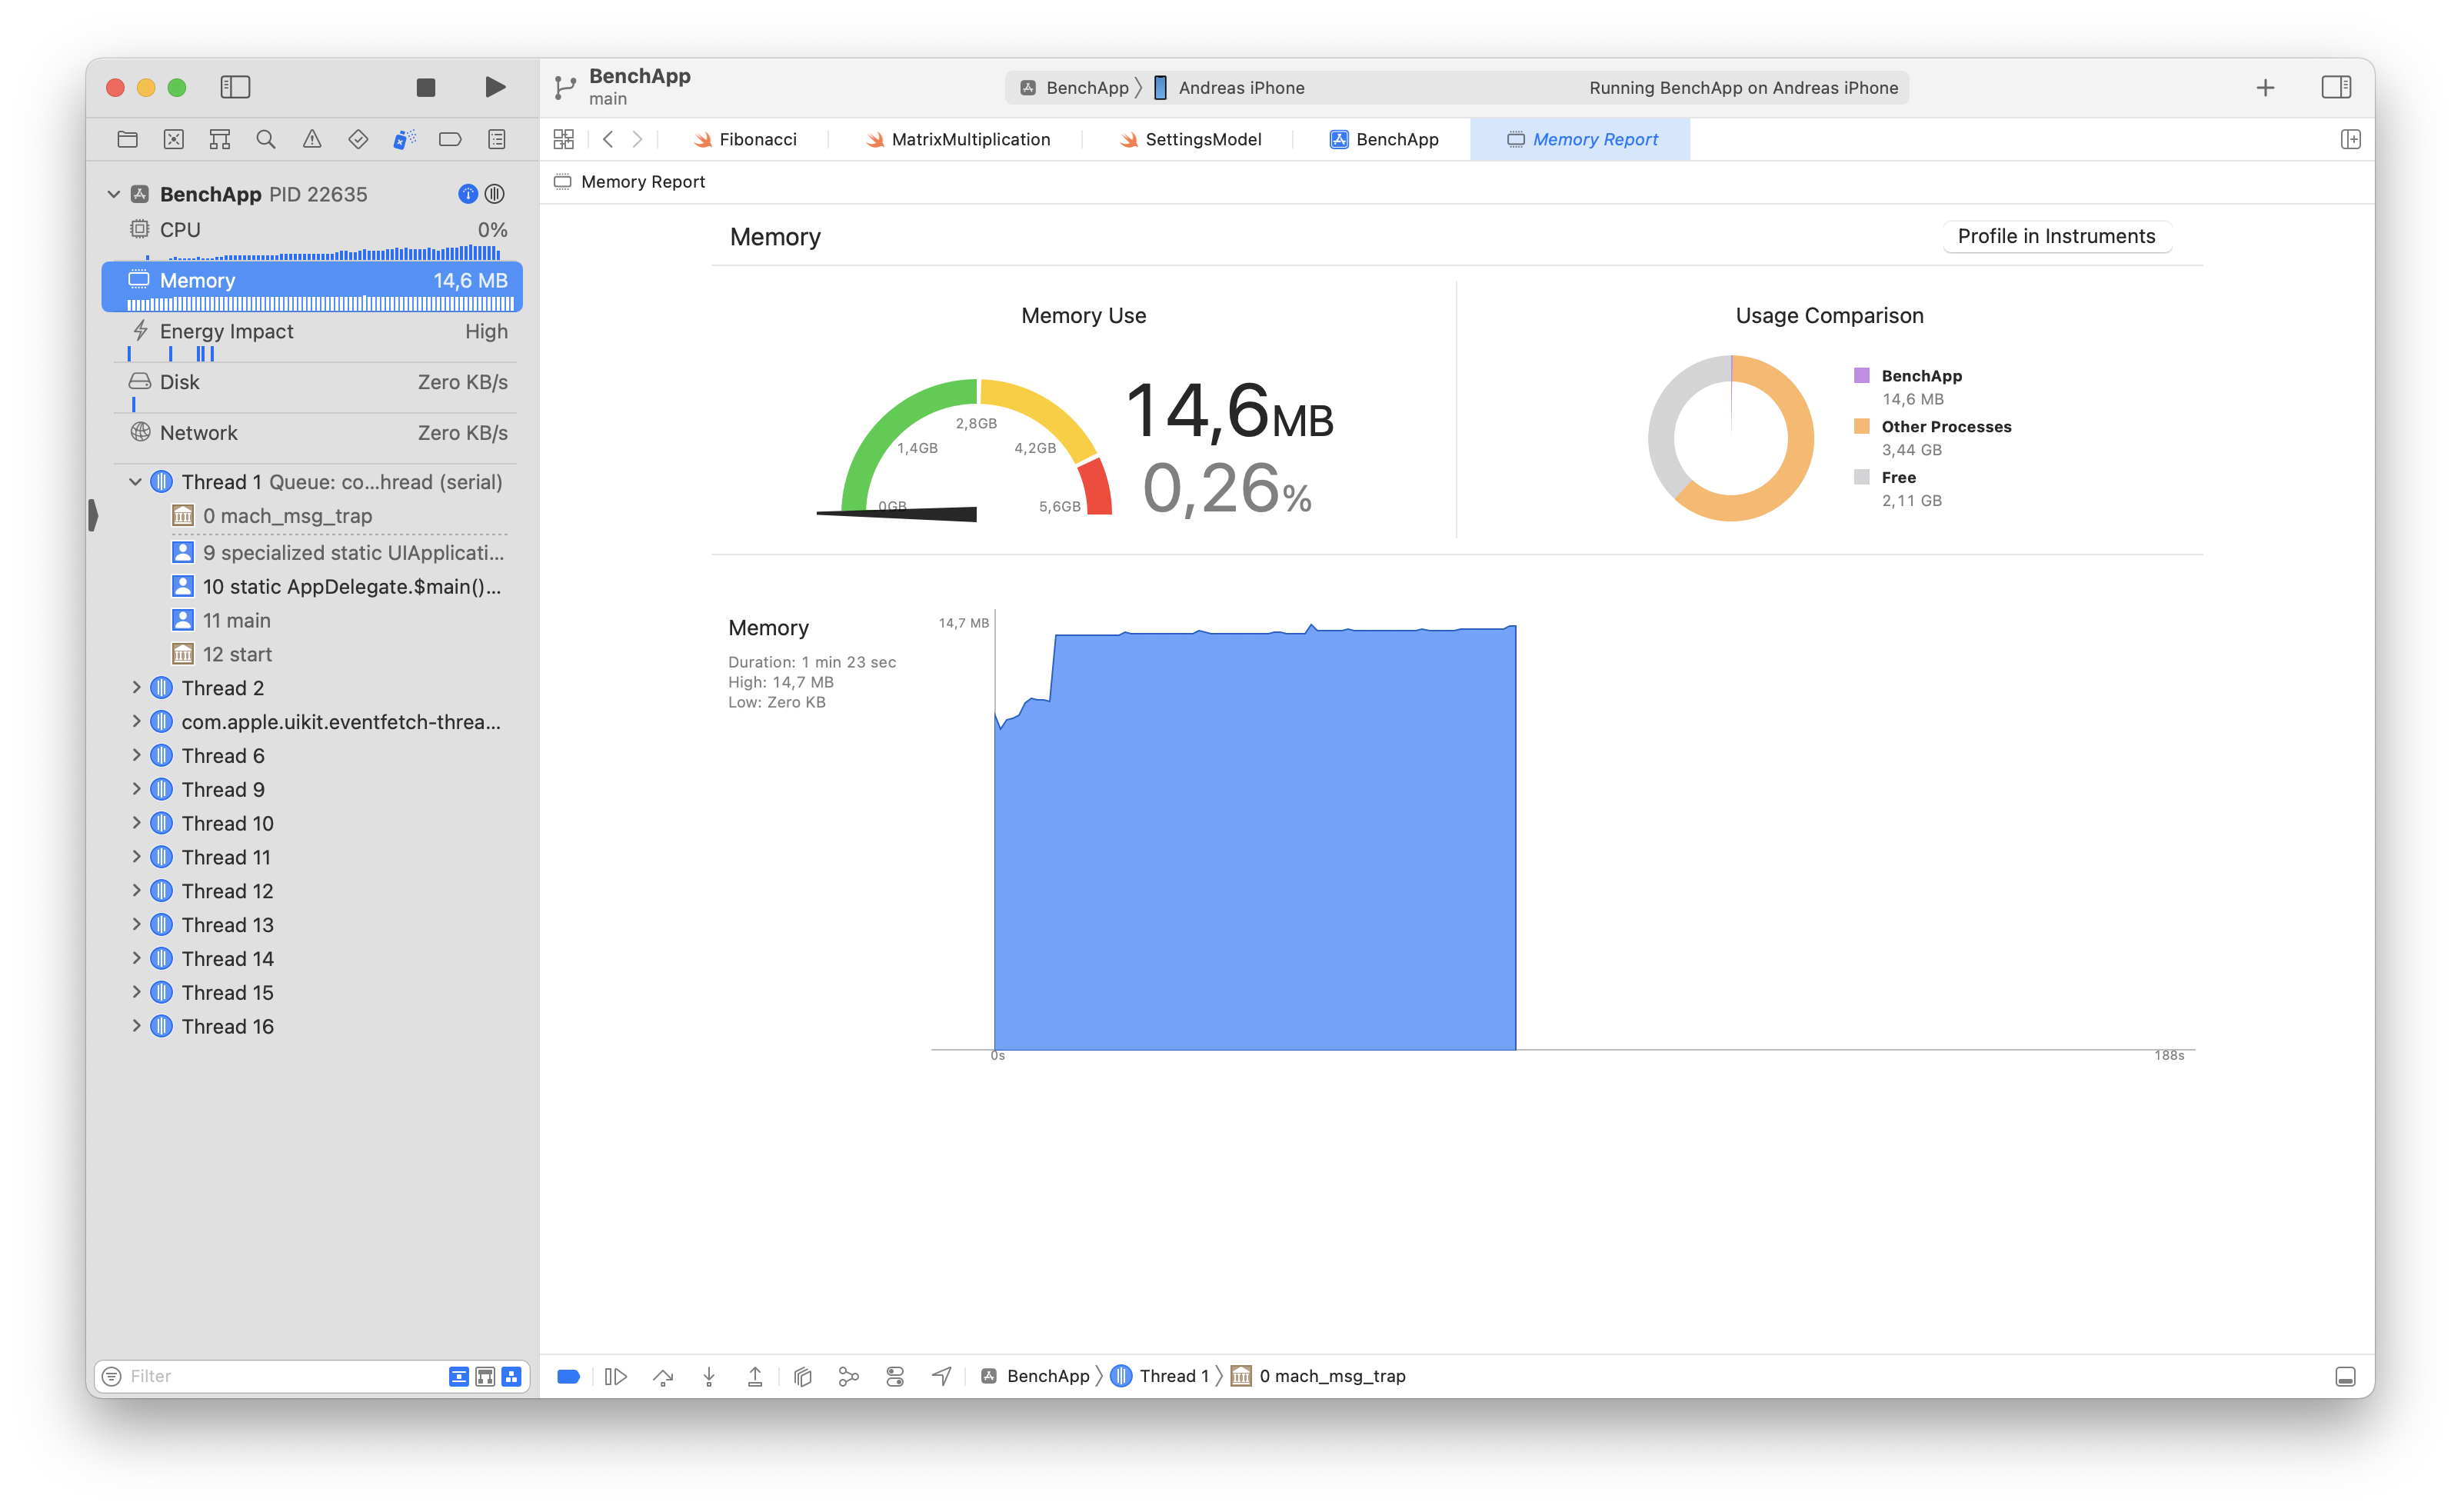 BenchApp
main
BenchApp
Andreas iPhone
Running BenchApp on Andreas iPhone
Fibonacci
MatrixMultiplication
SettingsModel
BenchApp
Memory Report
Memory Report
BenchApp PID 22635
CPU
0%
Memory
14,6 MB
Energy Impact
High
Disk
Zero KB/s
Network
Zero KB/s
Thread 1 Queue: co...hread (serial)
0 mach_msg_trap
9 specialized static UIApplicati...
10 static AppDelegate.$main()...
11 main
12 start
Thread 2
com.apple.uikit.eventfetch-threa...
Thread 6
Thread 9
Thread 10
Thread 11
Thread 12
Thread 13
Thread 14
Thread 15
Thread 16
Filter
Memory
Profile in Instruments
Memory Use
0GB
1,4GB
2,8GB
4,2GB
5,6GB
14,6MB
0,26%
Usage Comparison
BenchApp
14,6 MB
Other Processes
3,44 GB
Free
2,11 GB
Memory
Duration: 1 min 23 sec
High: 14,7 MB
Low: Zero KB
14,7 MB
0s
188s
BenchApp
Thread 1
0 mach_msg_trap